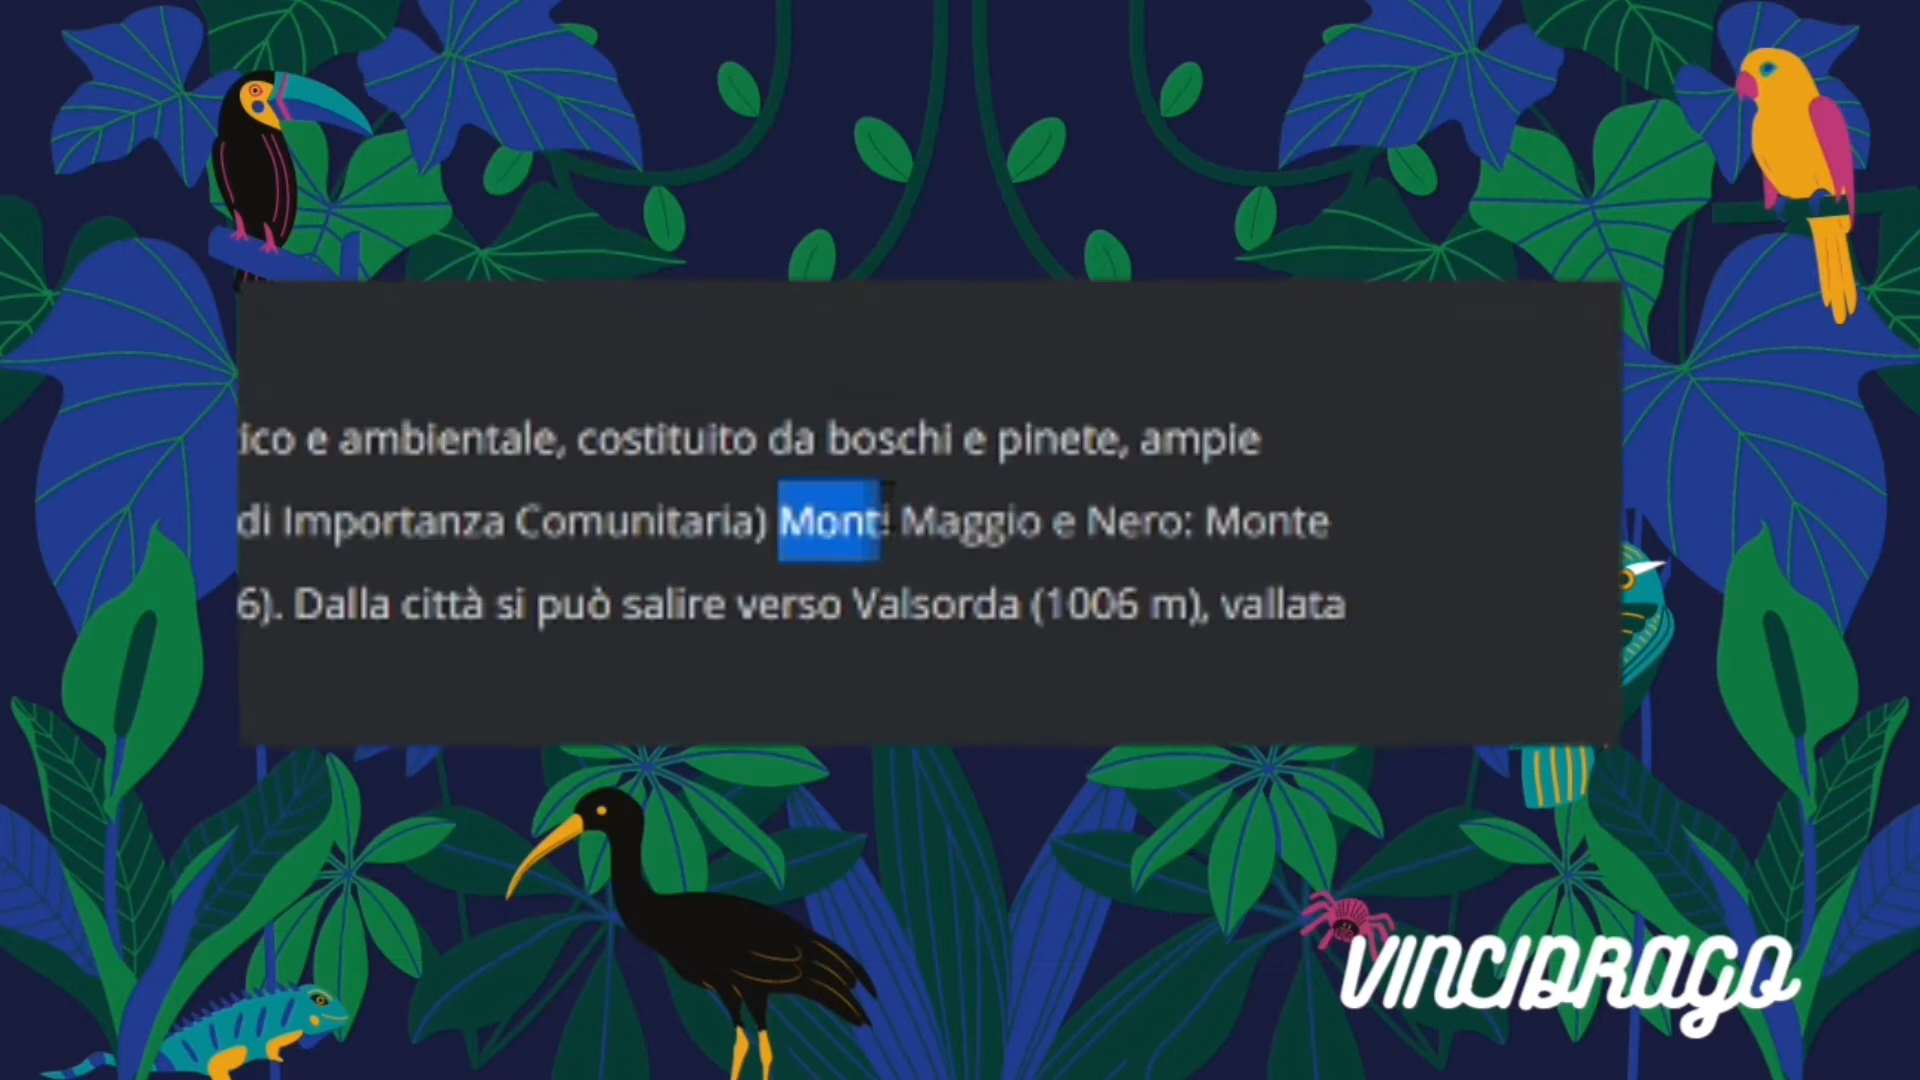 ico e ambientale, costituito da boschi e pinete, ampie
di Importanza Comunitaria) Monti Maggio e Nero: Monte
6). Dalla città si può salire verso Valsorda (1006 m), vallata
VINCIDRAGO